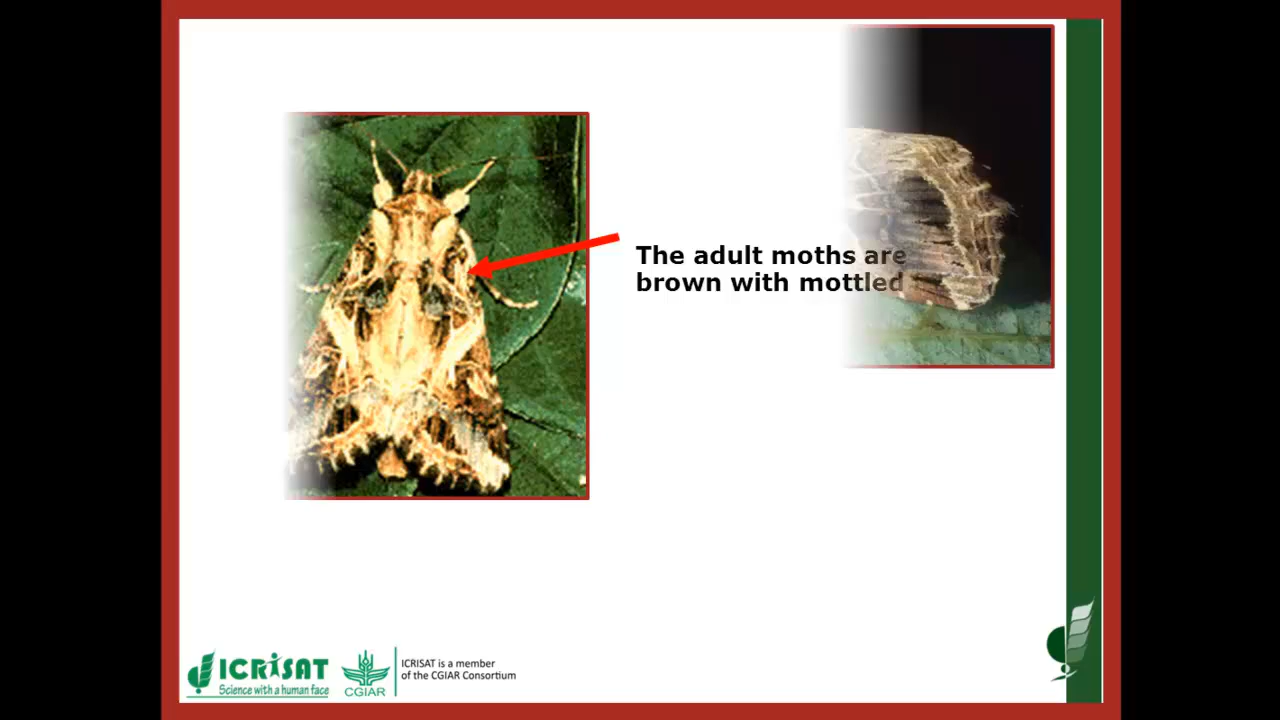 The adult moths are
brown with mottled
ICRISAT
Science with a human face
CGIAR
ICRISAT is a member
of the CGIAR Consortium